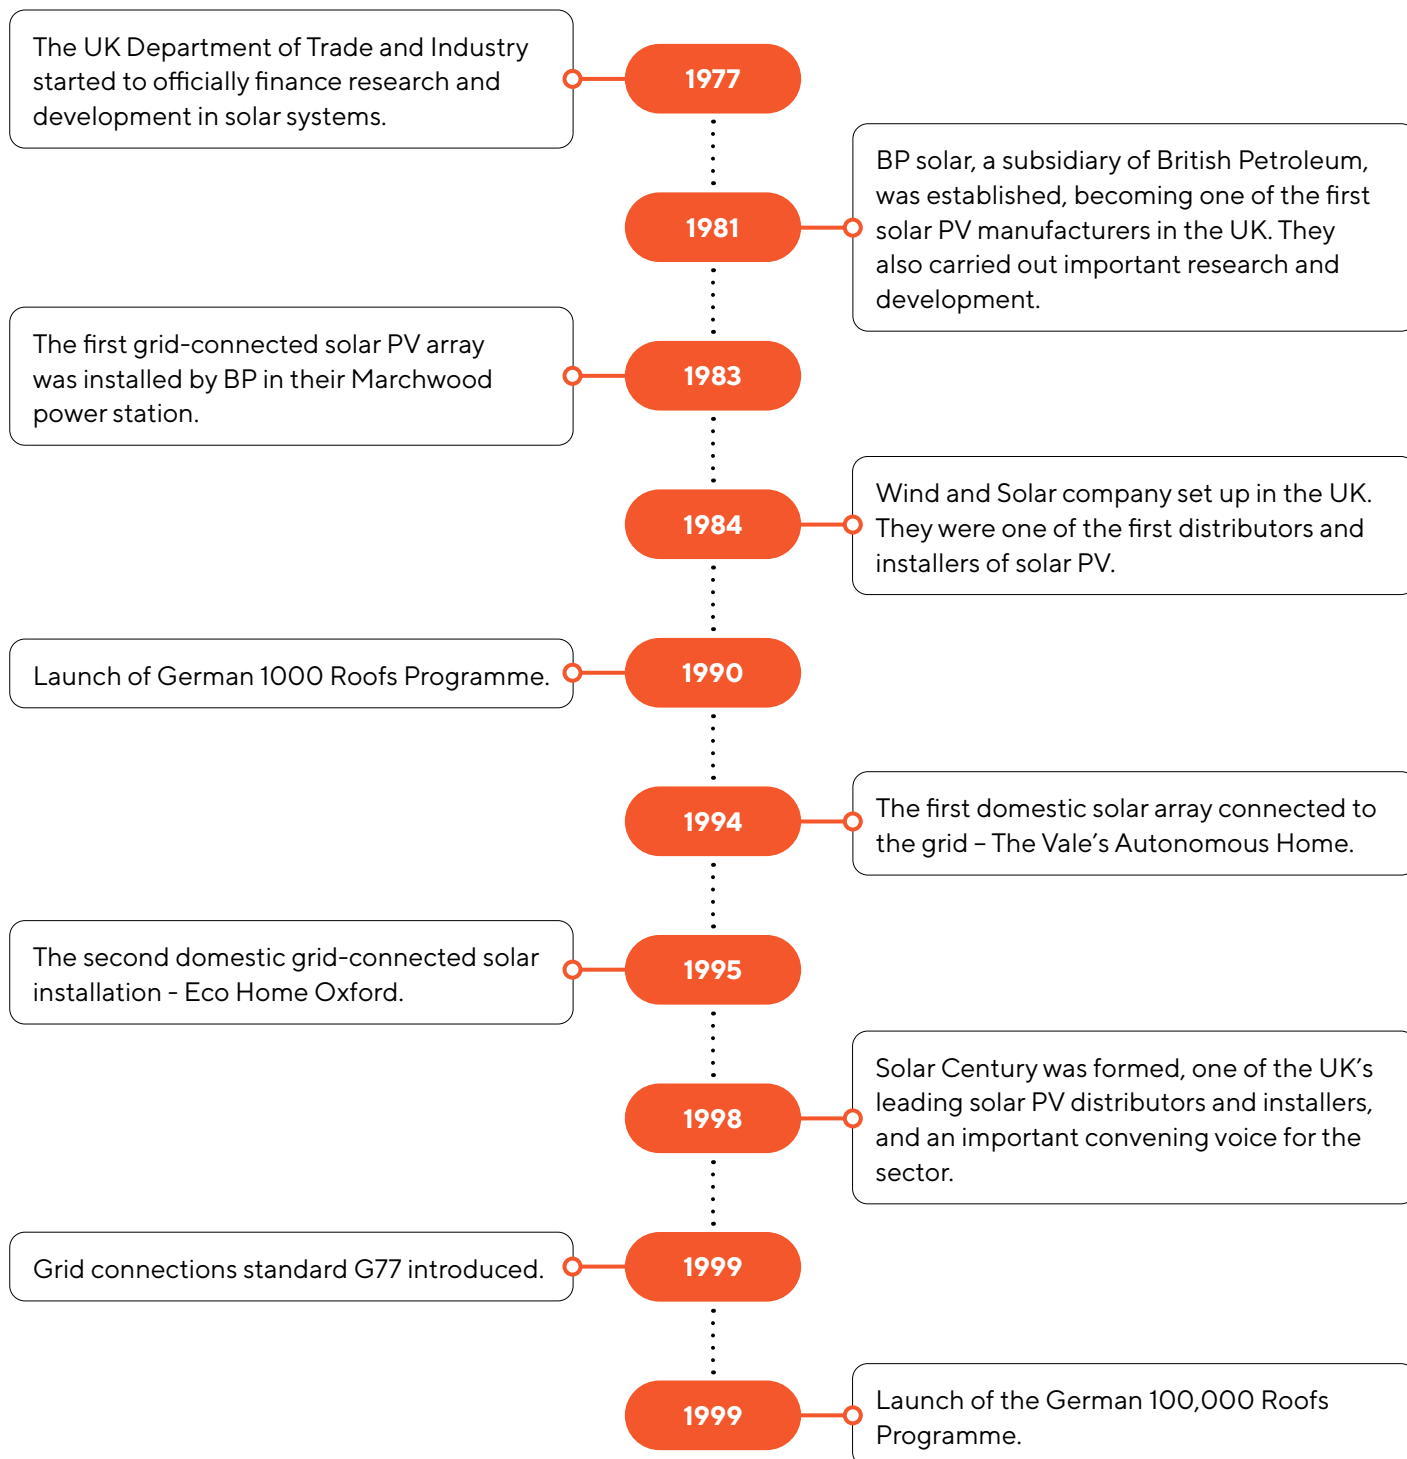 The UK Department of Trade and Industry
started to officially finance research and
development in solar systems.
1977
BP solar, a subsidiary of British Petroleum,
was established, becoming one of the first
solar PV manufacturers in the UK. They
also carried out important research and
development.
1981
The first grid-connected solar PV array
was installed by BP in their Marchwood
power station.
1983
Wind and Solar company set up in the UK.
They were one of the first distributors and
installers of solar PV.
1984
Launch of German 1000 Roofs Programme.
1990
The first domestic solar array connected to
the grid – The Vale’s Autonomous Home.
1994
The second domestic grid-connected solar
installation - Eco Home Oxford.
1995
Solar Century was formed, one of the UK’s
leading solar PV distributors and installers,
and an important convening voice for the
sector.
1998
Grid connections standard G77 introduced.
1999
Launch of the German 100,000 Roofs
Programme.
1999